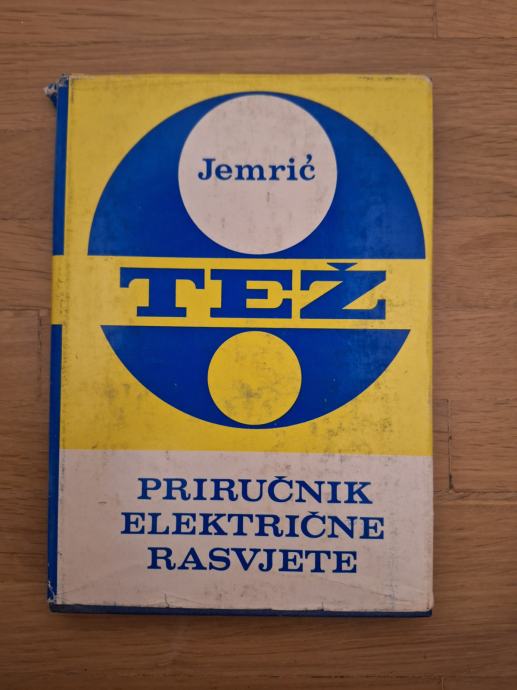 Jemrić
TEŽ
PRIRUČNIK
ELEKTRIČNE
RASVJETE